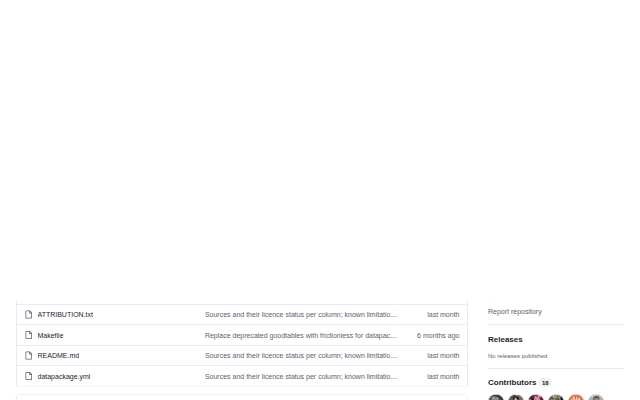 ATTRIBUTION.txt Sources and their licence status per column; known limitatio... last month
Makefile Replace deprecated goodtables with frictionless for datapac... 6 months ago
README.md Sources and their licence status per column; known limitatio... last month
datapackage.yml Sources and their licence status per column; known limitatio... last month
Report repository
Releases
No releases published
Contributors 18